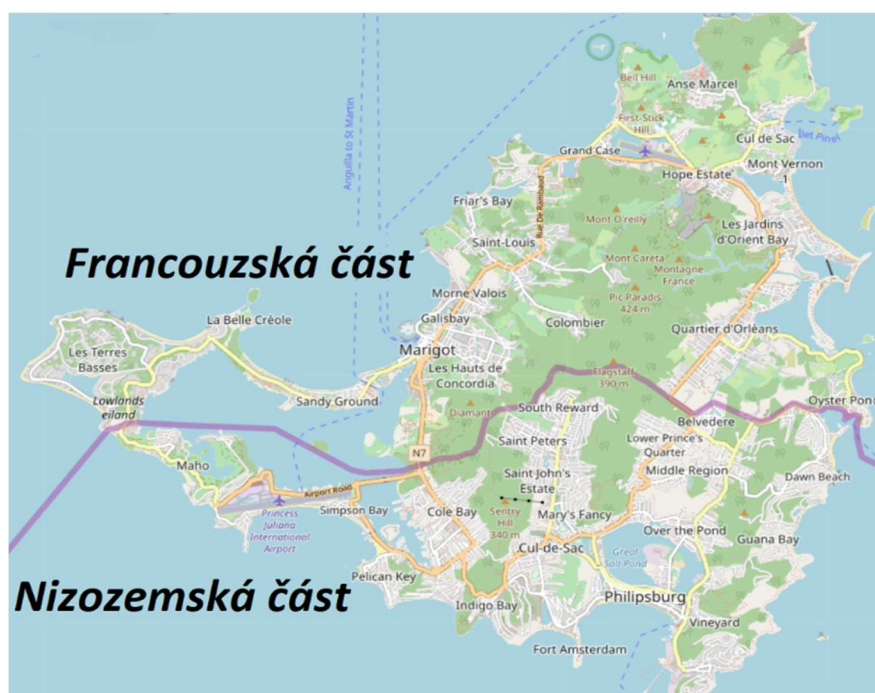 Bell Hill
Anse Marcel
First-Stick
Hill
Cul de Sac
Îlet Pinel
Grand Case
Mont Vernon
1
Hope Estate
Anguilla to St Martin
Rue De Rambaud
Friar's Bay
Mont O'reilly
Les Jardins
d'Orient Bay
Saint-Louis
Mont Careta
Montagne
France
Francouzská část
Pic Paradis
424 m
Morne Valois
La Belle Créole
Galisbay
Colombier
Quartier d'Orléans
Marigot
Les Terres
Basses
Les Hauts de
Concordia
Flagstaff
390 m
Lowlands
eiland
Sandy Ground
Diamant
South Reward
Oyster Pond
Belvedere
Saint Peters
Lower Prince's
Quarter
N7
Maho
Saint John's
Estate
Middle Region
Dawn Beach
Airport Road
Princess
Juliana
International
Airport
Simpson Bay
Cole Bay
Sentry
Hill
340 m
Mary's Fancy
Over the Pond
Guana Bay
Cul-de-Sac
Great
Salt Pond
Pelican Key
Nizozemská část
Indigo Bay
Philipsburg
Vineyard
Fort Amsterdam